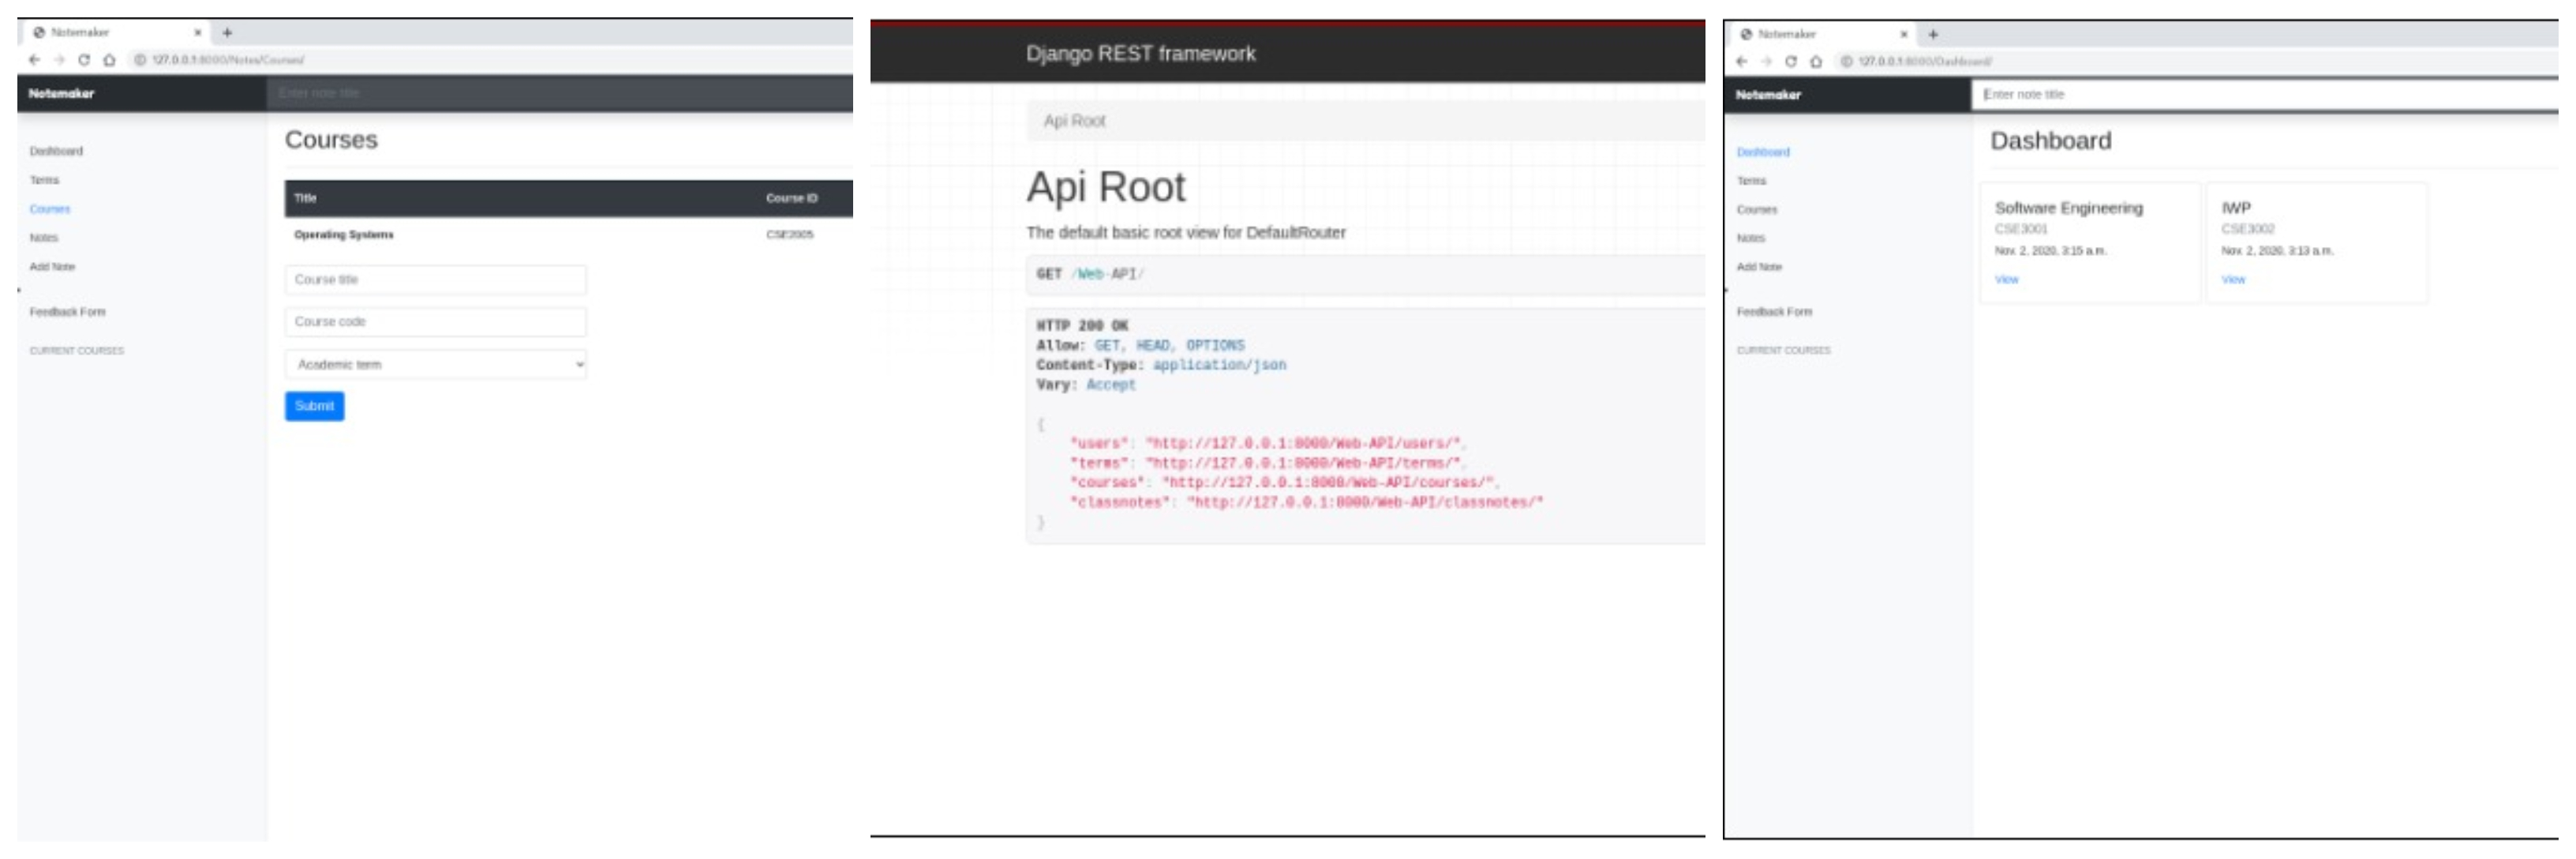 Notemaker
127.0.0.1:8000/Notes/Courses/
Notemaker
Enter note title
Courses
Dashboard
Terms
Courses
Notes
Add Note
Feedback Form
CURRENT COURSES
Title Course ID
Operating Systems CSE2005
Course title
Course code
Academic term
Submit
Django REST framework
Api Root
Api Root
The default basic root view for DefaultRouter
GET /Web-API/
HTTP 200 OK
Allow: GET, HEAD, OPTIONS
Content-Type: application/json
Vary: Accept
{
"users": "http://127.0.0.1:8000/Web-API/users/",
"terms": "http://127.0.0.1:8000/Web-API/terms/",
"courses": "http://127.0.0.1:8000/Web-API/courses/",
"classnotes": "http://127.0.0.1:8000/Web-API/classnotes/"
}
Notemaker
127.0.0.1:8000/Dashboard/
Notemaker
Enter note title
Dashboard
Dashboard
Terms
Courses
Notes
Add Note
Feedback Form
CURRENT COURSES
Software Engineering
CSE3001
Nov. 2, 2020, 3:15 a.m.
View
IWP
CSE3002
Nov. 2, 2020, 3:13 a.m.
View